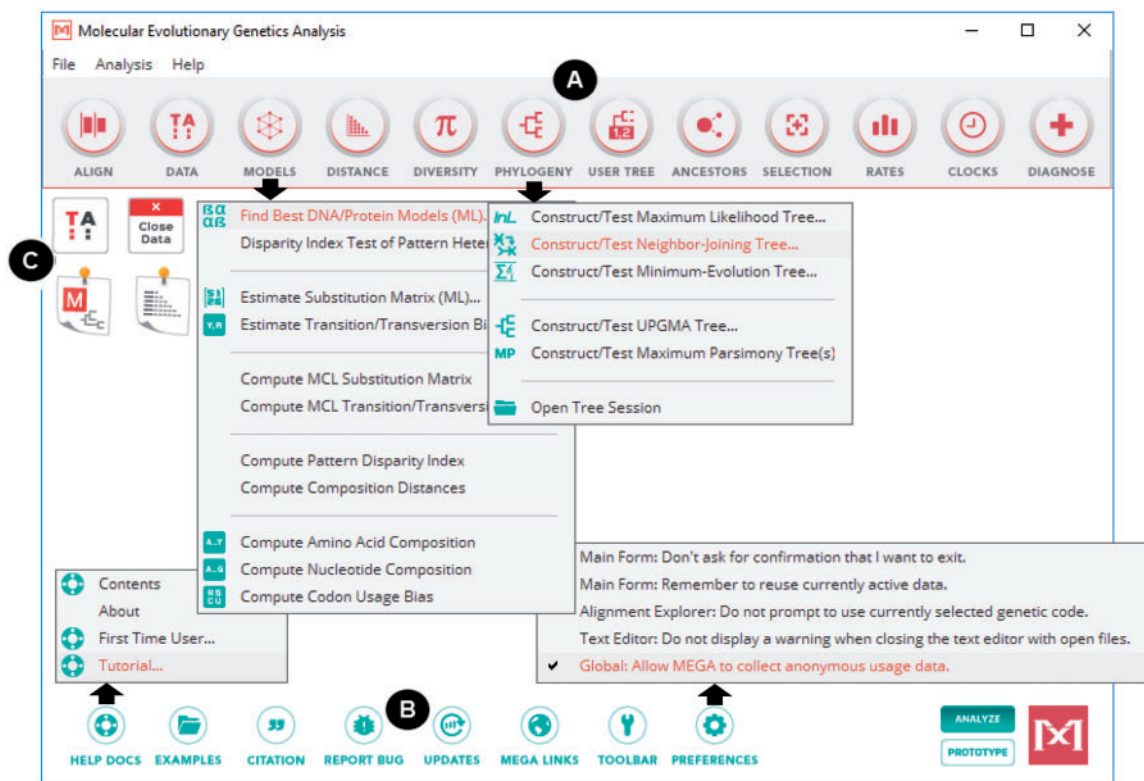 Molecular Evolutionary Genetics Analysis
File Analysis Help
A
TA
π
1,2
ALIGN DATA MODELS DISTANCE DIVERSITY PHYLOGENY USER TREE ANCESTORS SELECTION RATES CLOCKS DIAGNOSE
C
TA
Close
Data
M
Find Best DNA/Protein Models (ML)...
Disparity Index Test of Pattern Heter
Estimate Substitution Matrix (ML)...
Y,R
Estimate Transition/Transversion Bi
Compute MCL Substitution Matrix
Compute MCL Transition/Transversi
Compute Pattern Disparity Index
Compute Composition Distances
A..Y
Compute Amino Acid Composition
A..G
Compute Nucleotide Composition
RS
CU
Compute Codon Usage Bias
lnL
Construct/Test Maximum Likelihood Tree...
Construct/Test Neighbor-Joining Tree...
Construct/Test Minimum-Evolution Tree...
Construct/Test UPGMA Tree...
MP
Construct/Test Maximum Parsimony Tree(s)
Open Tree Session
Contents
About
First Time User...
Tutorial...
Main Form: Don't ask for confirmation that I want to exit.
Main Form: Remember to reuse currently active data.
Alignment Explorer: Do not prompt to use currently selected genetic code.
Text Editor: Do not display a warning when closing the text editor with open files.
Global: Allow MEGA to collect anonymous usage data.
B
HELP DOCS EXAMPLES CITATION REPORT BUG UPDATES MEGA LINKS TOOLBAR PREFERENCES
ANALYZE
PROTOTYPE
M